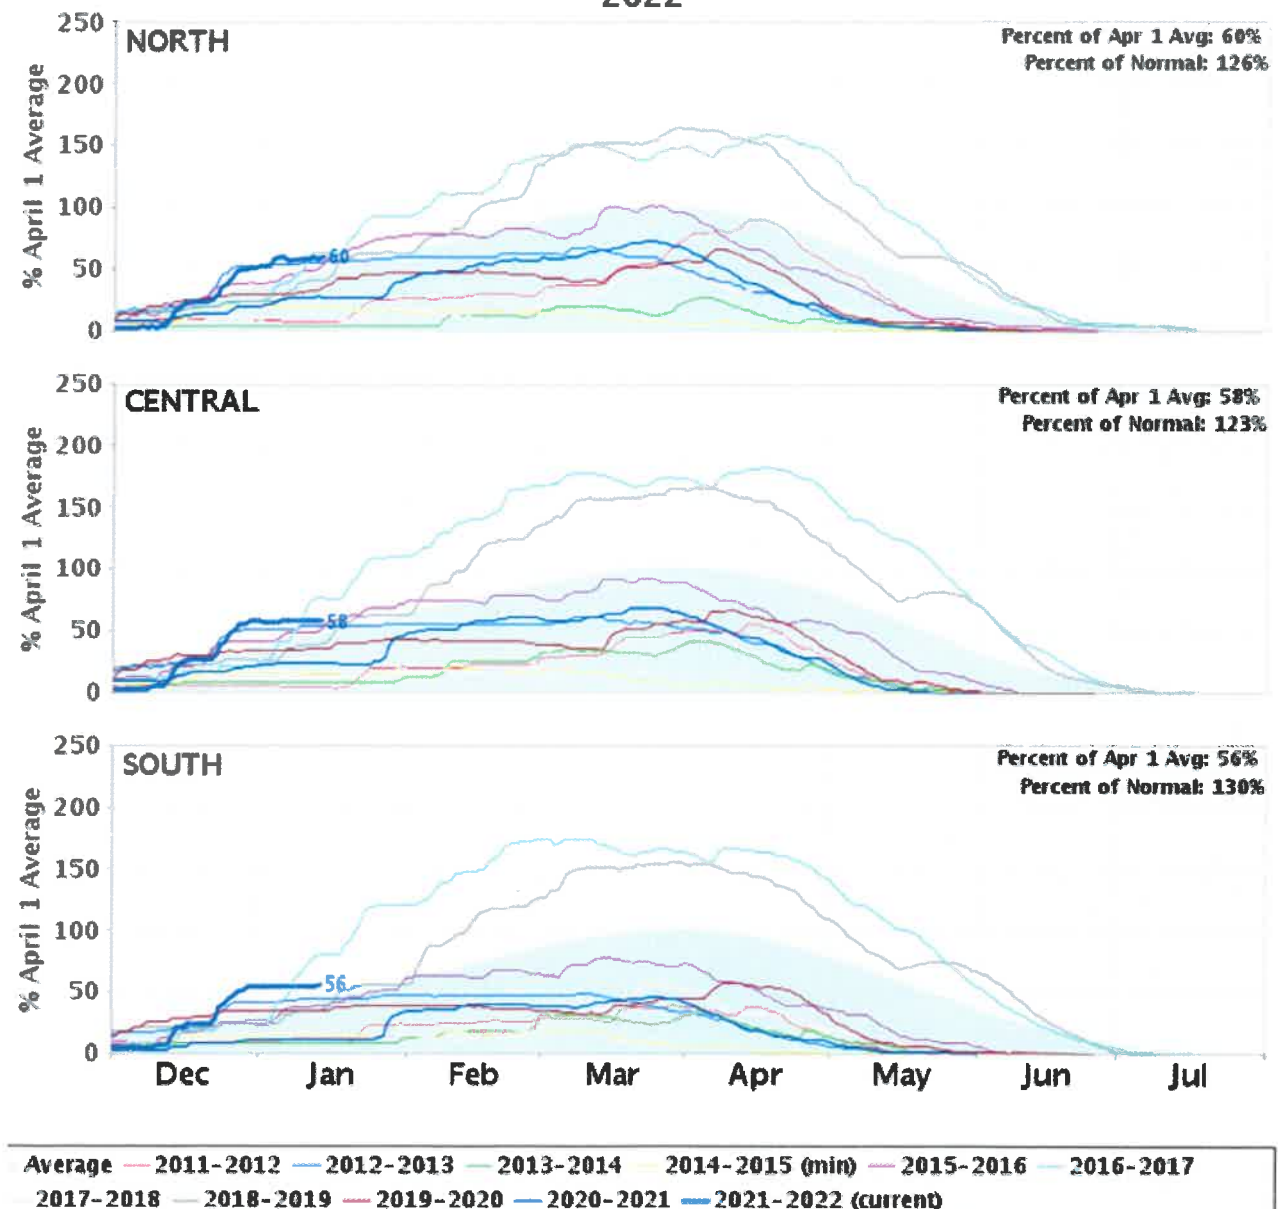 2022
250
NORTH
Percent of Apr 1 Avg: 60%
Percent of Normal: 126%
200
150
100
50
0
% April 1 Average
60
250
CENTRAL
Percent of Apr 1 Avg: 58%
Percent of Normal: 123%
200
150
100
50
0
% April 1 Average
58
250
SOUTH
Percent of Apr 1 Avg: 56%
Percent of Normal: 130%
200
150
100
50
0
% April 1 Average
56
Dec Jan Feb Mar Apr May Jun Jul
Average 2011-2012 2012-2013 2013-2014 2014-2015 (min) 2015-2016 2016-2017
2017-2018 2018-2019 2019-2020 2020-2021 2021-2022 (current)